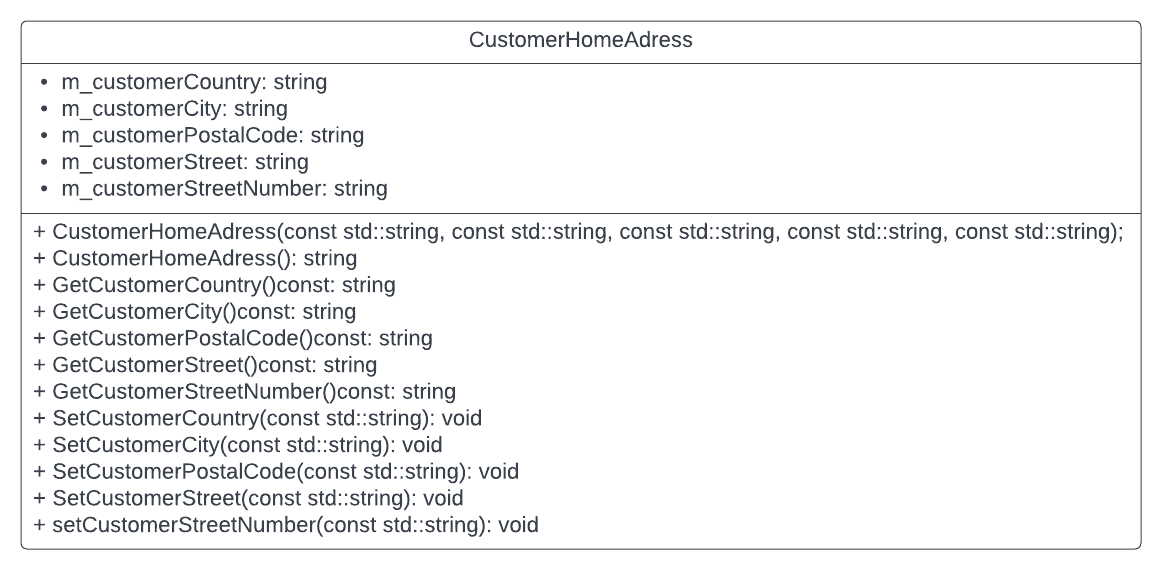 CustomerHomeAdress
• m_customerCountry: string
• m_customerCity: string
• m_customerPostalCode: string
• m_customerStreet: string
• m_customerStreetNumber: string
+ CustomerHomeAdress(const std::string, const std::string, const std::string, const std::string, const std::string);
+ CustomerHomeAdress(): string
+ GetCustomerCountry()const: string
+ GetCustomerCity()const: string
+ GetCustomerPostalCode()const: string
+ GetCustomerStreet()const: string
+ GetCustomerStreetNumber()const: string
+ SetCustomerCountry(const std::string): void
+ SetCustomerCity(const std::string): void
+ SetCustomerPostalCode(const std::string): void
+ SetCustomerStreet(const std::string): void
+ setCustomerStreetNumber(const std::string): void